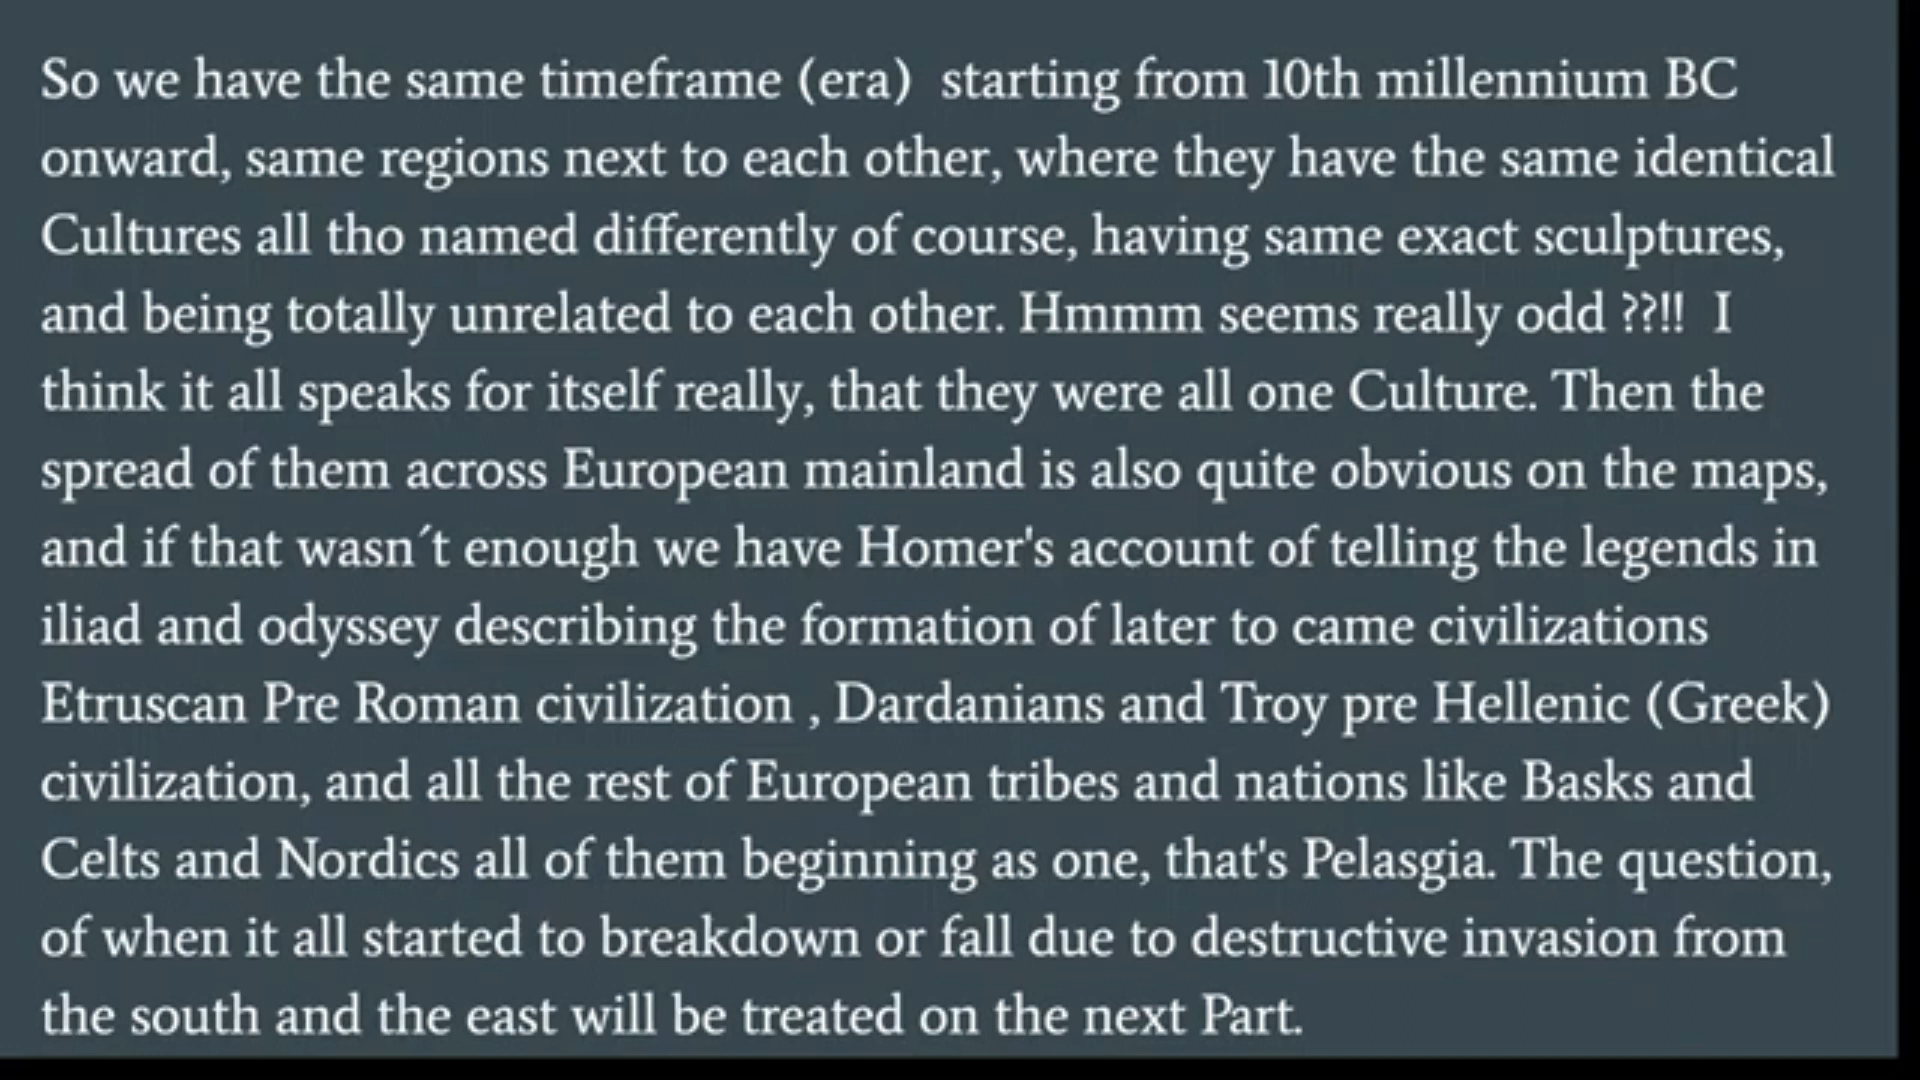 So we have the same timeframe (era)  starting from 10th millennium BC
onward, same regions next to each other, where they have the same identical
Cultures all tho named differently of course, having same exact sculptures,
and being totally unrelated to each other. Hmmm seems really odd ??!!  I
think it all speaks for itself really, that they were all one Culture. Then the
spread of them across European mainland is also quite obvious on the maps,
and if that wasn´t enough we have Homer's account of telling the legends in
iliad and odyssey describing the formation of later to came civilizations
Etruscan Pre Roman civilization , Dardanians and Troy pre Hellenic (Greek)
civilization, and all the rest of European tribes and nations like Basks and
Celts and Nordics all of them beginning as one, that's Pelasgia. The question,
of when it all started to breakdown or fall due to destructive invasion from
the south and the east will be treated on the next Part.